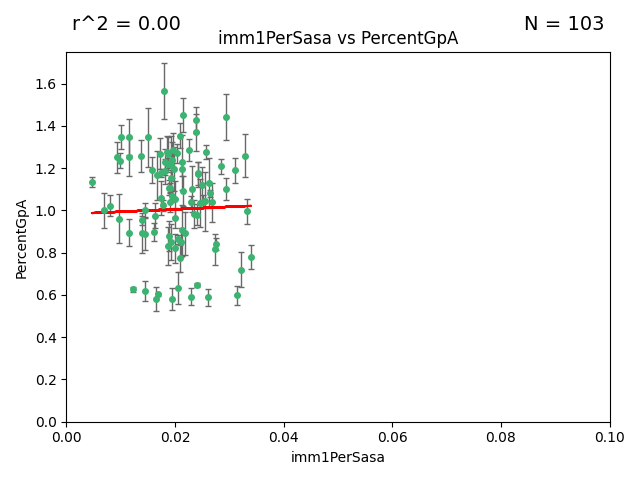 r^2 = 0.00
N = 103
imm1PerSasa vs PercentGpA
1.6
1.4
1.2
1.0
0.8
0.6
0.4
0.2
0.0
PercentGpA
0.00 0.02 0.04 0.06 0.08 0.10
imm1PerSasa